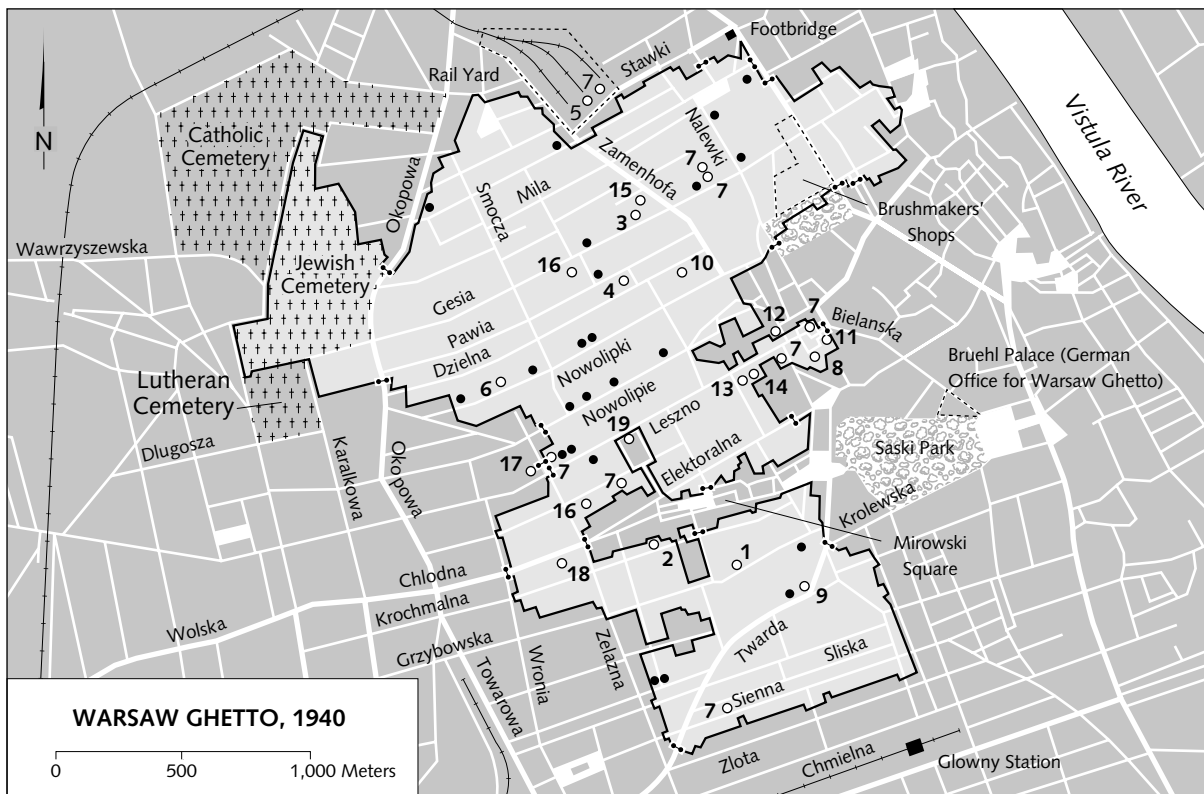 Footbridge
Stawki
Rail Yard
7
5
N
Catholic
Cemetery
Okopowa
Smocza
Mila
Zamenhofa
Nalewki
7
7
15
3
Vistula River
Brushmakers'
Shops
Wawrzyszewska
Jewish
Cemetery
16
4
10
Gesia
Pawia
Dzielna
12
7
Bielanska
11
8
7
13
14
Bruehl Palace (German
Office for Warsaw Ghetto)
Nowolipki
Nowolipie
6
Lutheran
Cemetery
Leszno
19
Elektoralna
Saski Park
Dlugosza
Karalkowa
Okopowa
17
7
7
16
Krolewska
Mirowski
Square
2
1
18
9
Chlodna
Krochmalna
Wolska
Grzybowska
Towarowa
Wronia
Zelazna
Twarda
Sliska
Sienna
7
Zlota
Chmielna
Glowny Station
WARSAW GHETTO, 1940
0 500 1,000 Meters